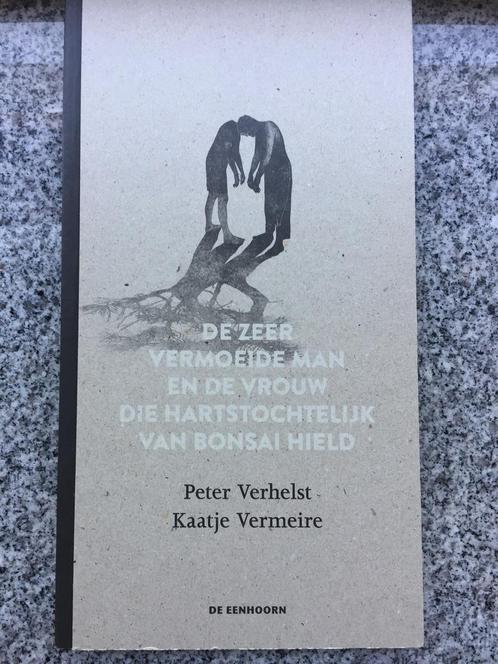 DE ZEER
VERMOEIDE MAN
EN DE VROUW
DIE HARTSTOCHTELIJK
VAN BONSAI HIELD
Peter Verhelst
Kaatje Vermeire
DE EENHOORN